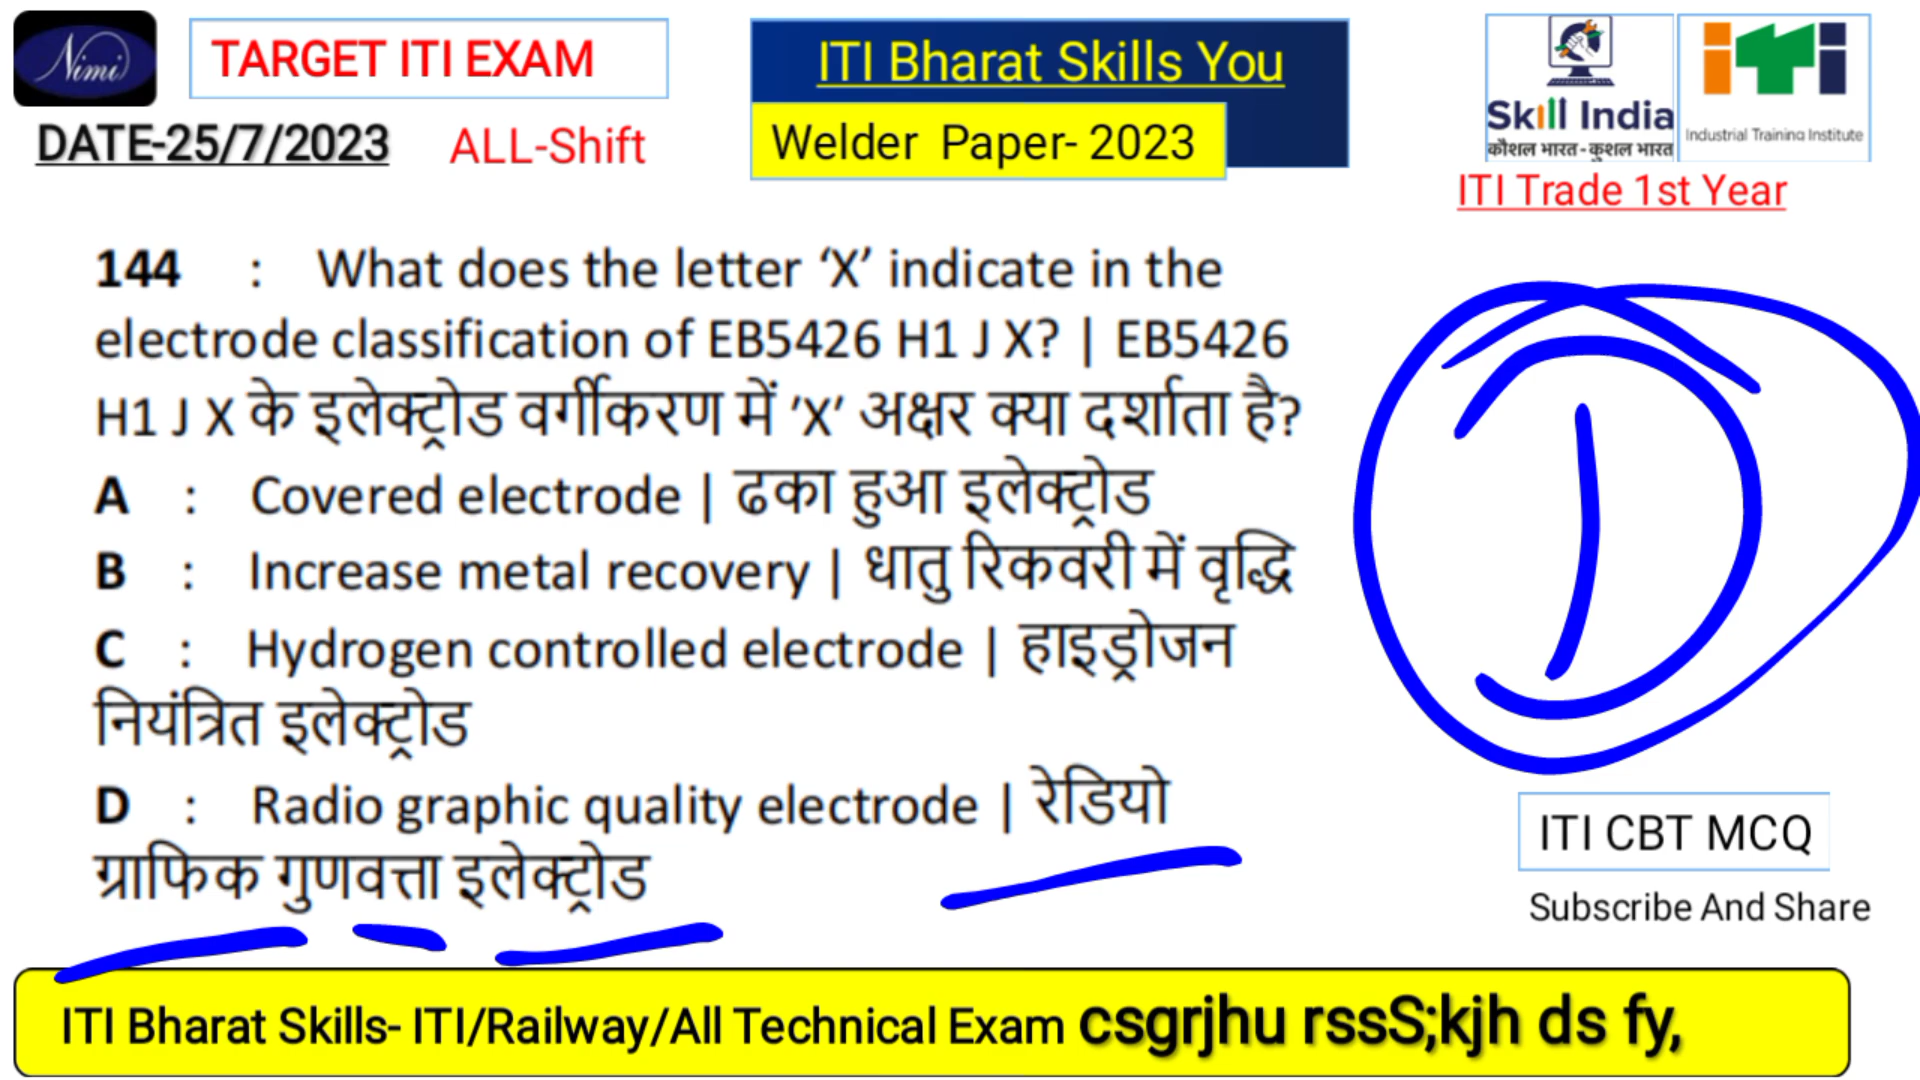 Nimi
TARGET ITI EXAM
ITI Bharat Skills You
DATE-25/7/2023 ALL-Shift
Welder Paper- 2023
Skill India
कौशल भारत - कुशल भारत
iTi
Industrial Training Institute
ITI Trade 1st Year
144 : What does the letter ‘X’ indicate in the
electrode classification of EB5426 H1 J X? | EB5426
H1 J X के इलेक्ट्रोड वर्गीकरण में ’X’ अक्षर क्या दर्शाता है?
A : Covered electrode | ढका हुआ इलेक्ट्रोड
B : Increase metal recovery | धातु रिकवरी में वृद्धि
C : Hydrogen controlled electrode | हाइड्रोजन
नियंत्रित इलेक्ट्रोड
D : Radio graphic quality electrode | रेडियो
ग्राफिक गुणवत्ता इलेक्ट्रोड
D
ITI CBT MCQ
Subscribe And Share
ITI Bharat Skills- ITI/Railway/All Technical Exam csgrjhu rssS;kjh ds fy,